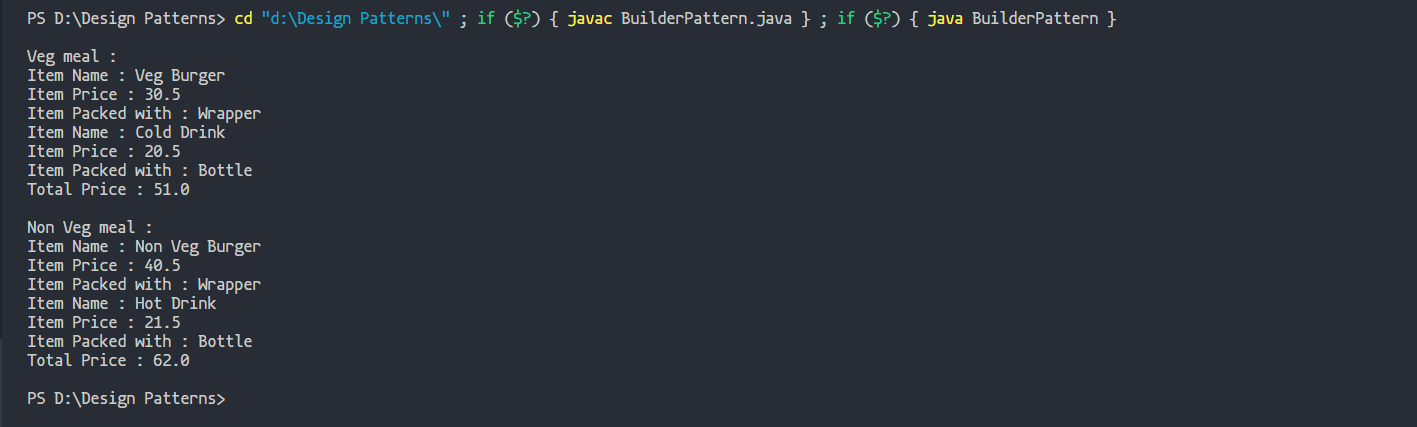 PS D:\Design Patterns> cd "d:\Design Patterns\" ; if ($?) { javac BuilderPattern.java } ; if ($?) { java BuilderPattern }
Veg meal :
Item Name : Veg Burger
Item Price : 30.5
Item Packed with : Wrapper
Item Name : Cold Drink
Item Price : 20.5
Item Packed with : Bottle
Total Price : 51.0
Non Veg meal :
Item Name : Non Veg Burger
Item Price : 40.5
Item Packed with : Wrapper
Item Name : Hot Drink
Item Price : 21.5
Item Packed with : Bottle
Total Price : 62.0
PS D:\Design Patterns>